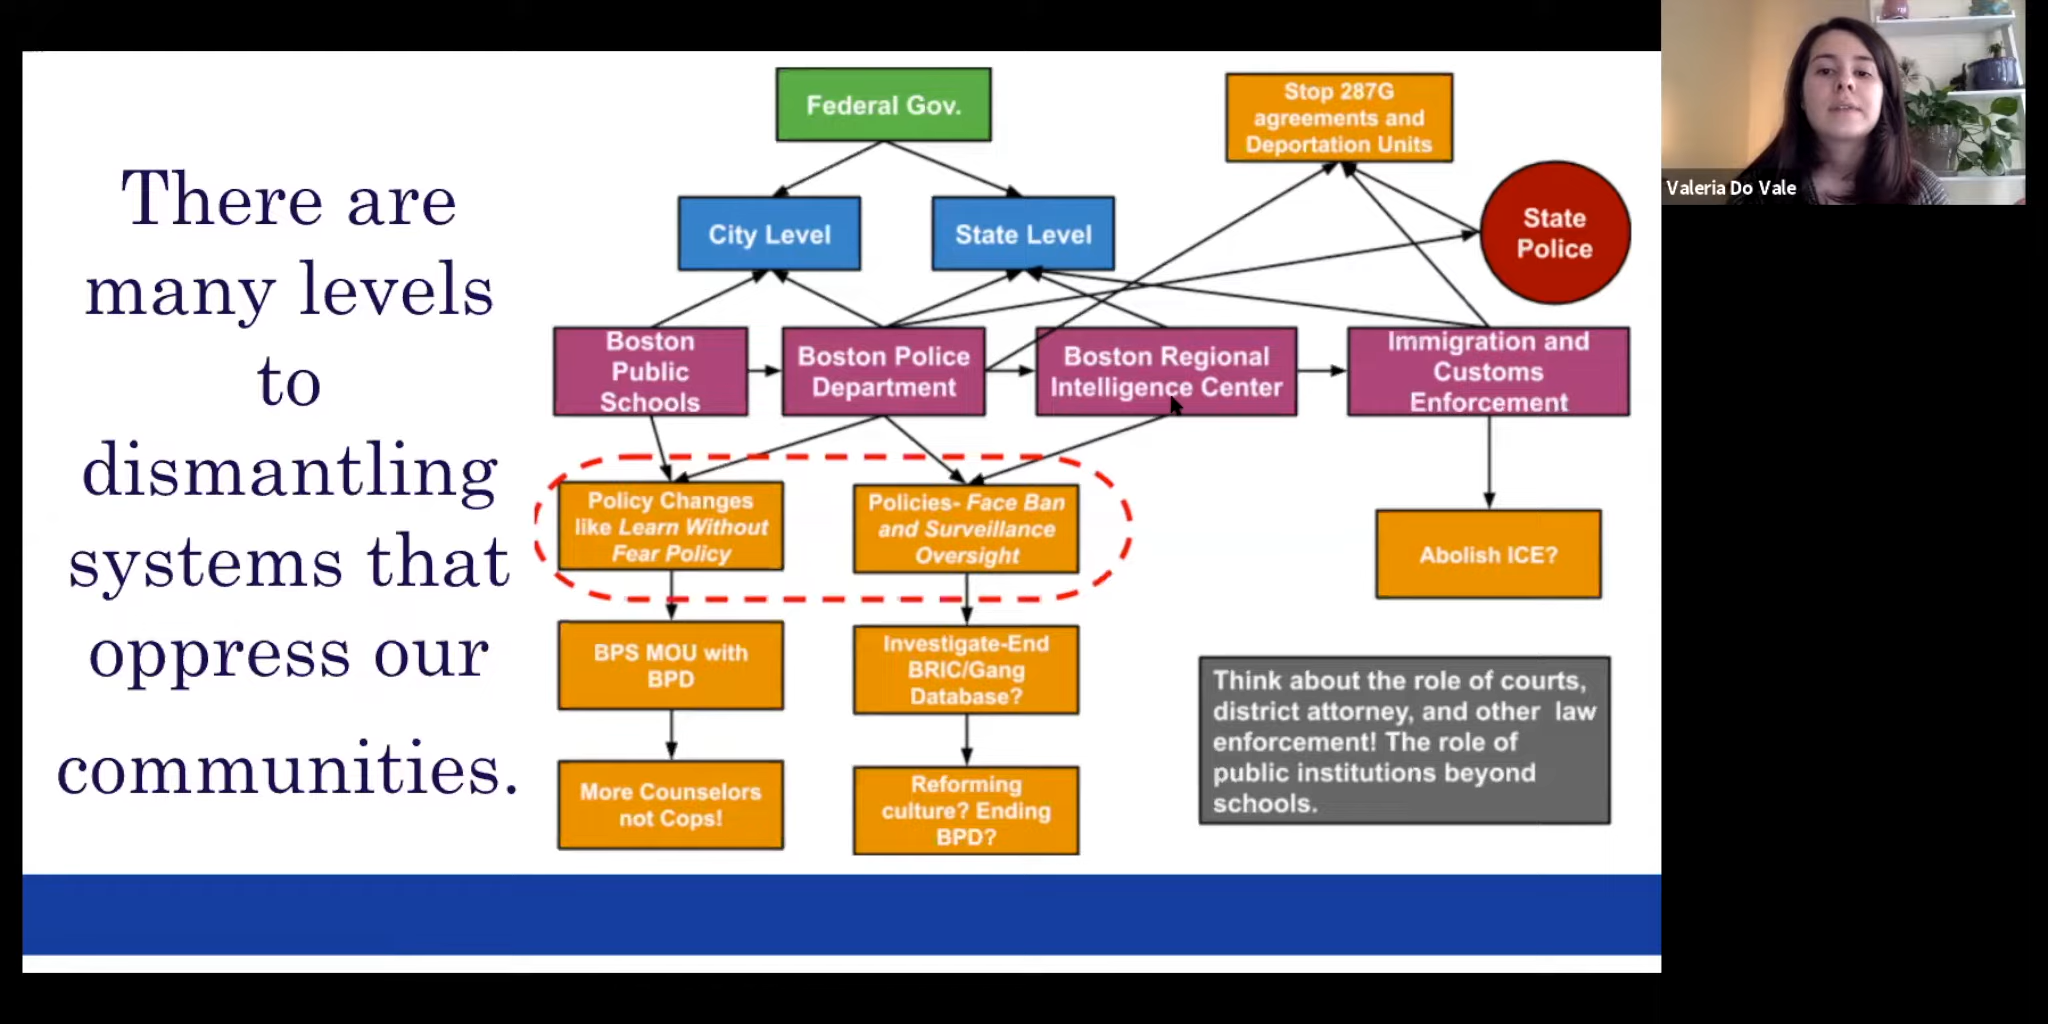 There are
many levels
to
dismantling
systems that
oppress our
communities.
Federal Gov.
Stop 287G
agreements and
Deportation Units
City Level
State Level
State
Police
Boston
Public
Schools
Boston Police
Department
Boston Regional
Intelligence Center
Immigration and
Customs
Enforcement
Policy Changes
like Learn Without
Fear Policy
Policies- Face Ban
and Surveillance
Oversight
Abolish ICE?
BPS MOU with
BPD
Investigate-End
BRIC/Gang
Database?
More Counselors
not Cops!
Reforming
culture? Ending
BPD?
Think about the role of courts,
district attorney, and other law
enforcement! The role of
public institutions beyond
schools.
Valeria Do Vale